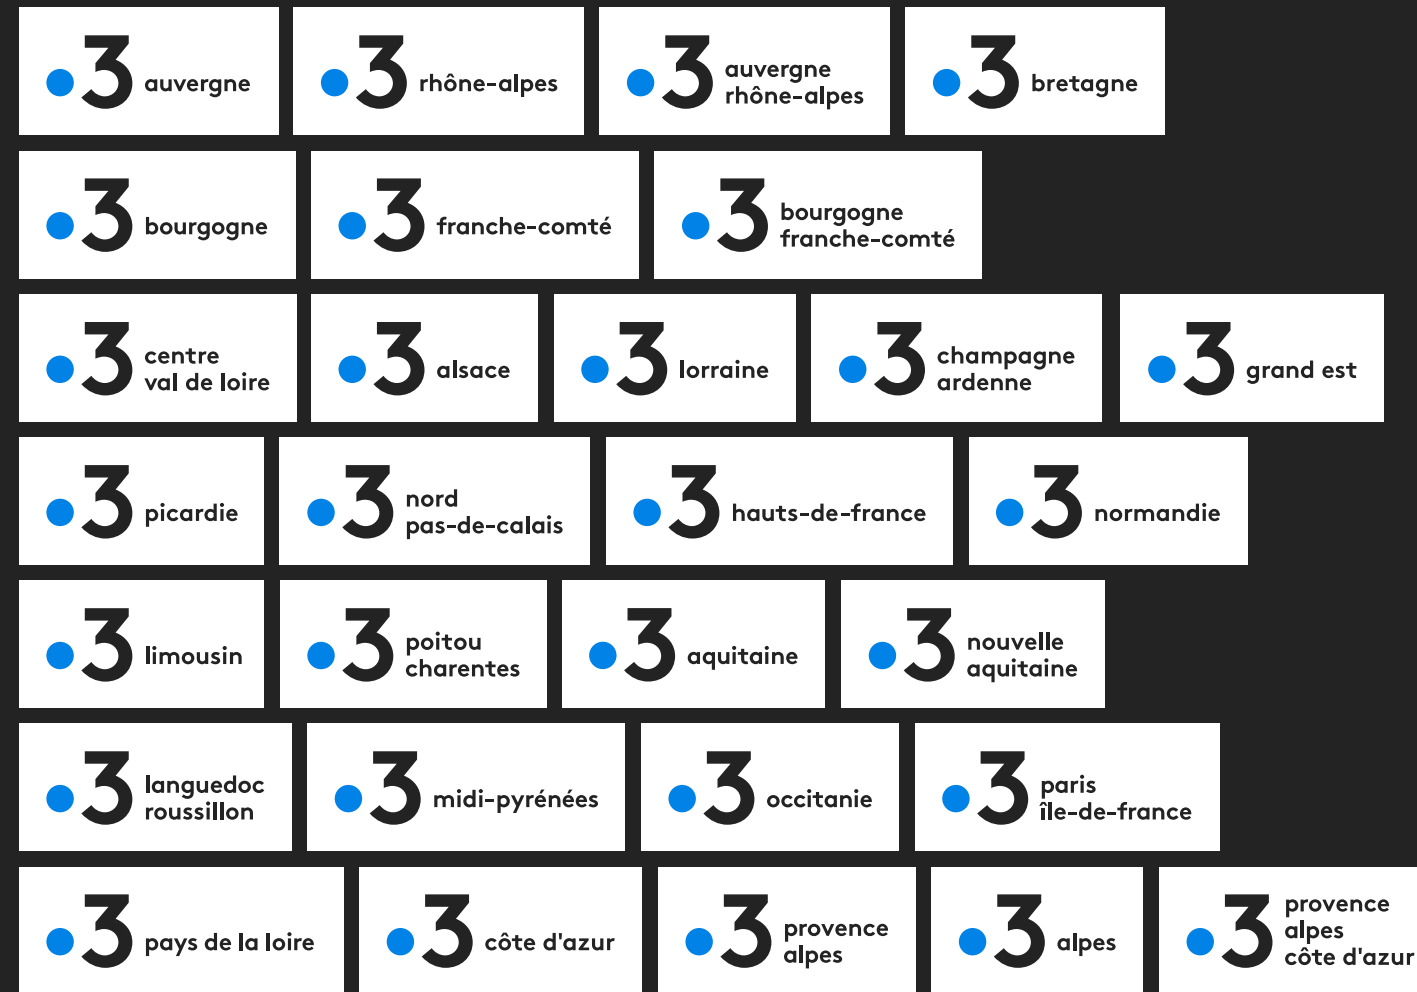 3 auvergne
3 rhône-alpes
3 auvergne
rhône-alpes
3 bretagne
3 bourgogne
3 franche-comté
3 bourgogne
franche-comté
3 centre
val de loire
3 alsace
3 lorraine
3 champagne
ardenne
3 grand est
3 picardie
3 nord
pas-de-calais
3 hauts-de-france
3 normandie
3 limousin
3 poitou
charentes
3 aquitaine
3 nouvelle
aquitaine
3 languedoc
roussillon
3 midi-pyrénées
3 occitanie
3 paris
île-de-france
3 pays de la loire
3 côte d'azur
3 provence
alpes
3 alpes
3 provence
alpes
côte d'azur